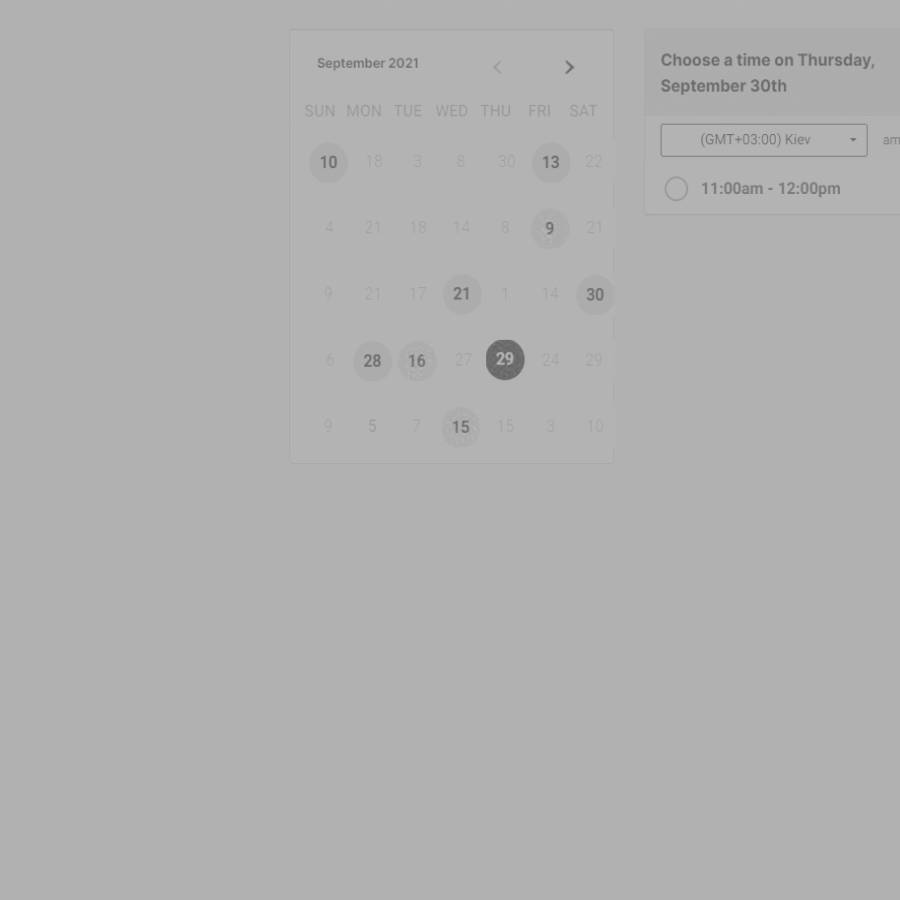 September 2021
SUN MON TUE WED THU FRI SAT
10 18 3 8 30 13 22
4 21 18 14 8 9 21
9 21 17 21 1 14 30
6 28 16 27 29 24 29
9 5 7 15 15 3 10
Choose a time on Thursday,
September 30th
(GMT+03:00) Kiev am
11:00am - 12:00pm